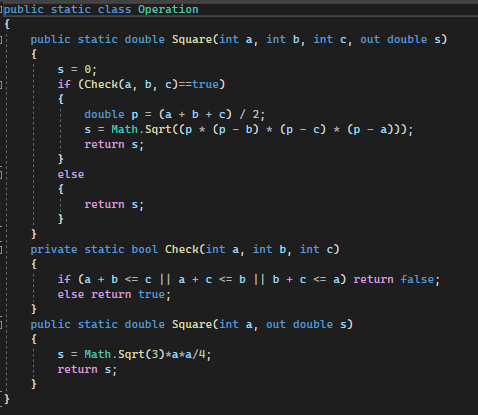 public static class Operation
{
    public static double Square(int a, int b, int c, out double s)
    {
        s = 0;
        if (Check(a, b, c)==true)
        {
            double p = (a + b + c) / 2;
            s = Math.Sqrt((p * (p - b) * (p - c) * (p - a)));
            return s;
        }
        else
        {
            return s;
        }
    }
    private static bool Check(int a, int b, int c)
    {
        if (a + b <= c || a + c <= b || b + c <= a) return false;
        else return true;
    }
    public static double Square(int a, out double s)
    {
        s = Math.Sqrt(3)*a*a/4;
        return s;
    }
}